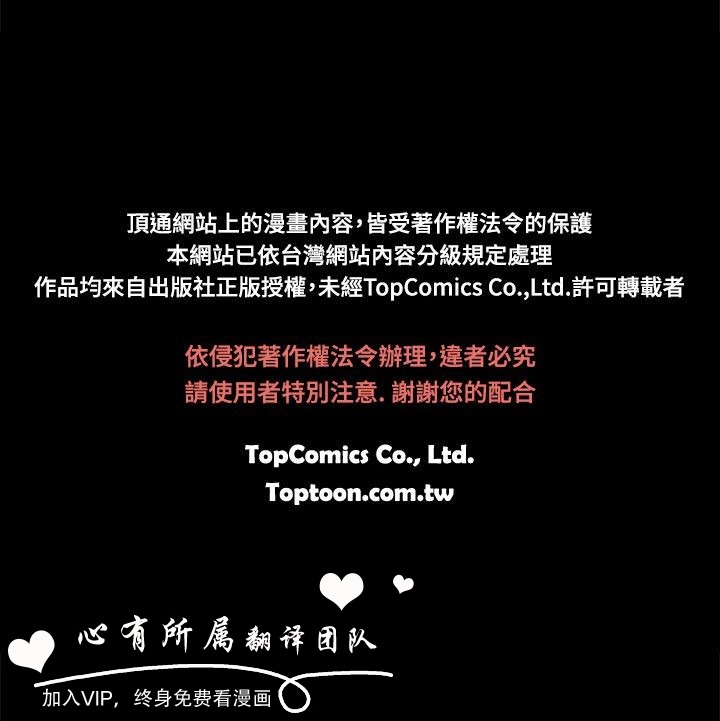 頂通網站上的漫畫內容,皆受著作權法令的保護
本網站已依台灣網站內容分級規定處理
作品均來自出版社正版授權,未經TopComics Co.,Ltd.許可轉載者
依侵犯著作權法令辦理,違者必究
請使用者特別注意. 謝謝您的配合
TopComics Co., Ltd.
Toptoon.com.tw
心有所属翻译团队
加入VIP，终身免费看漫画